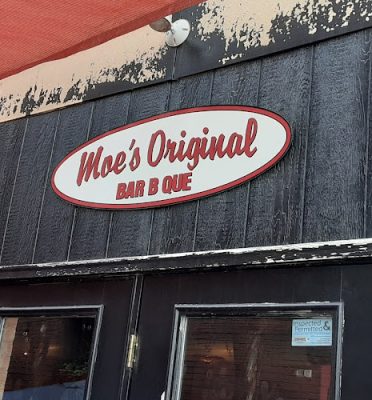 Moe's Original
BAR B QUE
Inspected &
Permitted